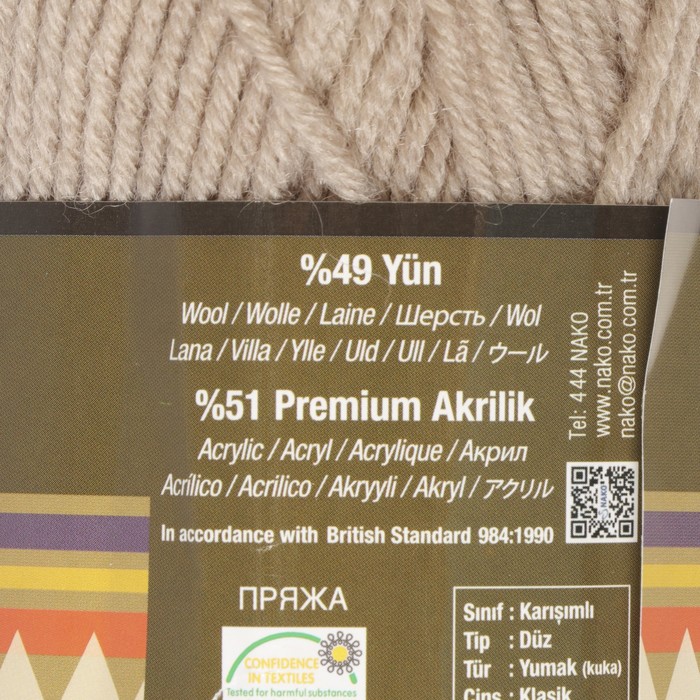 %49 Yün
Wool / Wolle / Laine / Шерсть / Wol
Lana / Villa / Ylle / Uld / Ull / Lã / ウール
%51 Premium Akrilik
Acrylic / Acryl / Acrylique / Акрил
Acrílico / Acrilico / Akryyli / Akryl / アクリル
In accordance with British Standard 984:1990
Tel: 444 NAKO
www.nako.com.tr
nako@nako.com.tr
NAKO
ПРЯЖА
CONFIDENCE
IN TEXTILES
Tested for harmful substances
Sınıf : Karışımlı
Tip : Düz
Tür : Yumak (kuka)
Cins : Klasik